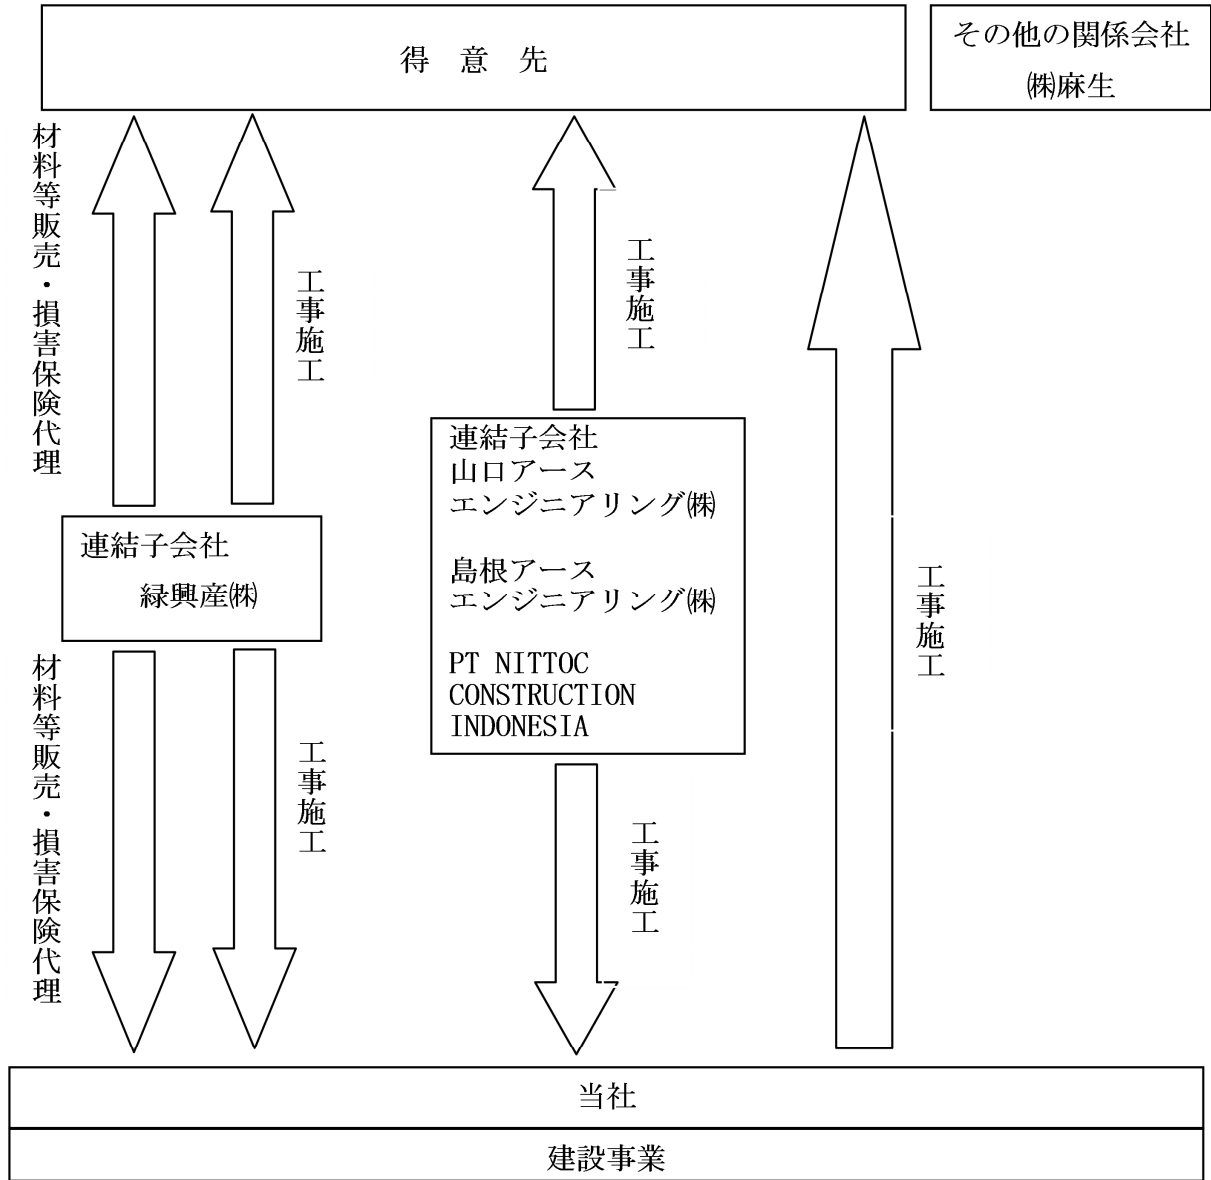 得 意 先
その他の関係会社
㈱麻生
材料等販売・損害保険代理
工事施工
工事施工
連結子会社
緑興産㈱
連結子会社
山口アース
エンジニアリング㈱
島根アース
エンジニアリング㈱
PT NITTOC
CONSTRUCTION
INDONESIA
工事施工
材料等販売・損害保険代理
工事施工
工事施工
当社
建設事業